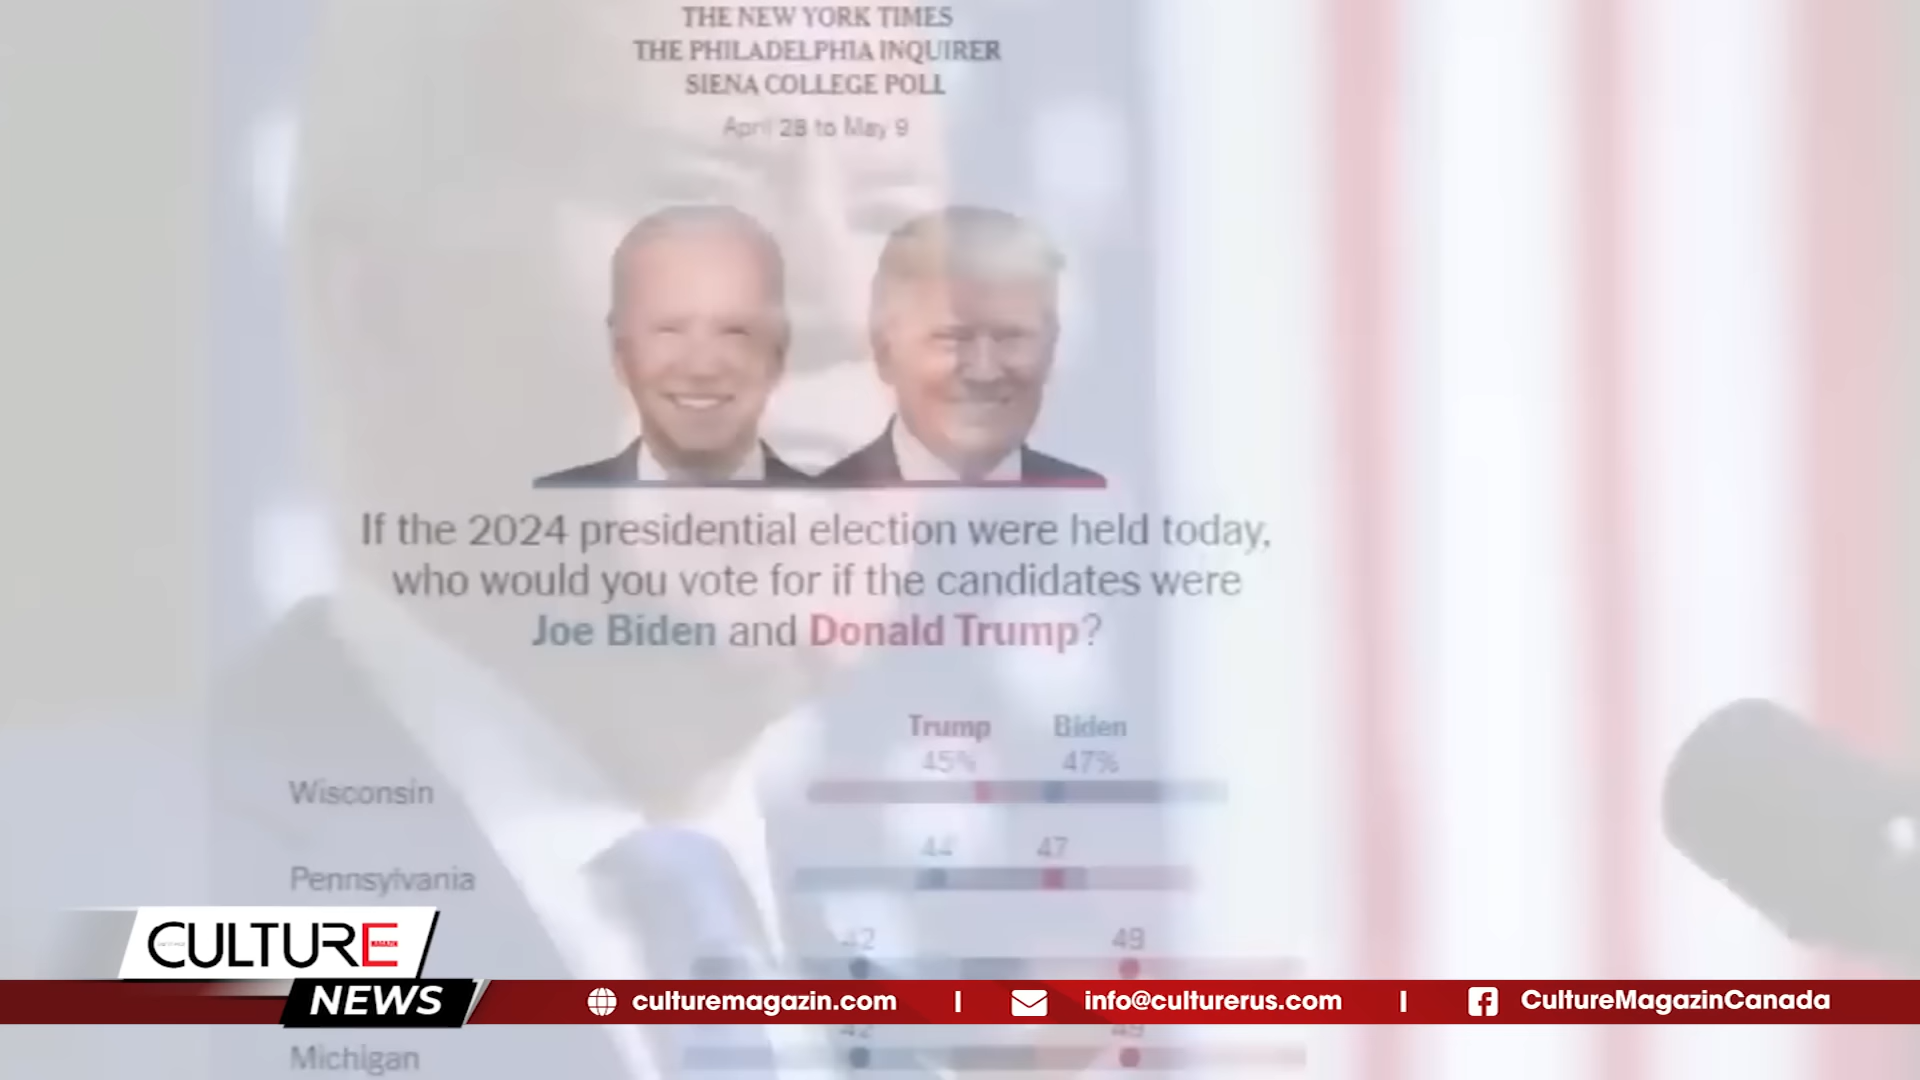 THE NEW YORK TIMES
THE PHILADELPHIA INQUIRER
SIENA COLLEGE POLL
April 28 to May 9
If the 2024 presidential election were held today,
who would you vote for if the candidates were
Joe Biden and Donald Trump?
Trump Biden
45% 47%
Wisconsin
44 47
Pennsylvania
42 49
CULTURE
NEWS
culturemagazin.com | info@culturerus.com | CultureMagazinCanada
42 49
Michigan